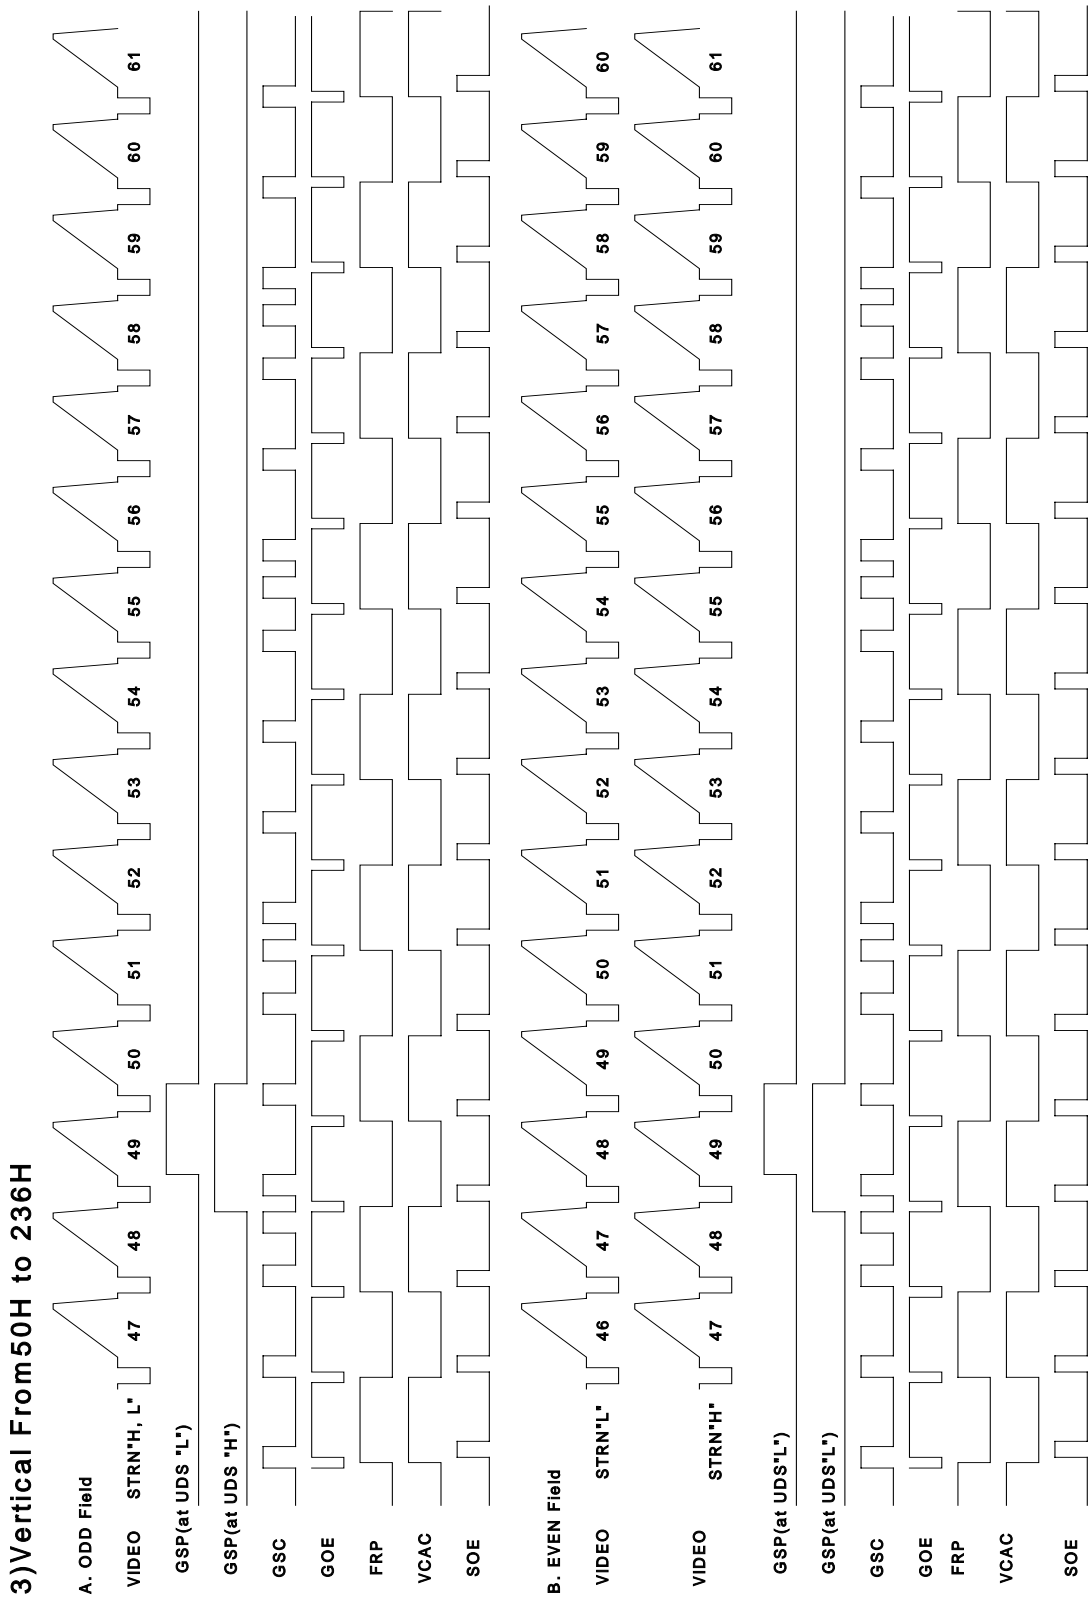 3)Vertical From50H to 236H
A. ODD Field
VIDEO STRN"H, L" 47 48 49 50 51 52 53 54 55 56 57 58 59 60 61
GSP(at UDS "L")
GSP(at UDS "H")
GSC
GOE
FRP
VCAC
SOE
B. EVEN Field
VIDEO STRN"L" 46 47 48 49 50 51 52 53 54 55 56 57 58 59 60
VIDEO STRN"H" 47 48 49 50 51 52 53 54 55 56 57 58 59 60 61
GSP(at UDS"L")
GSP(at UDS"L")
GSC
GOE
FRP
VCAC
SOE